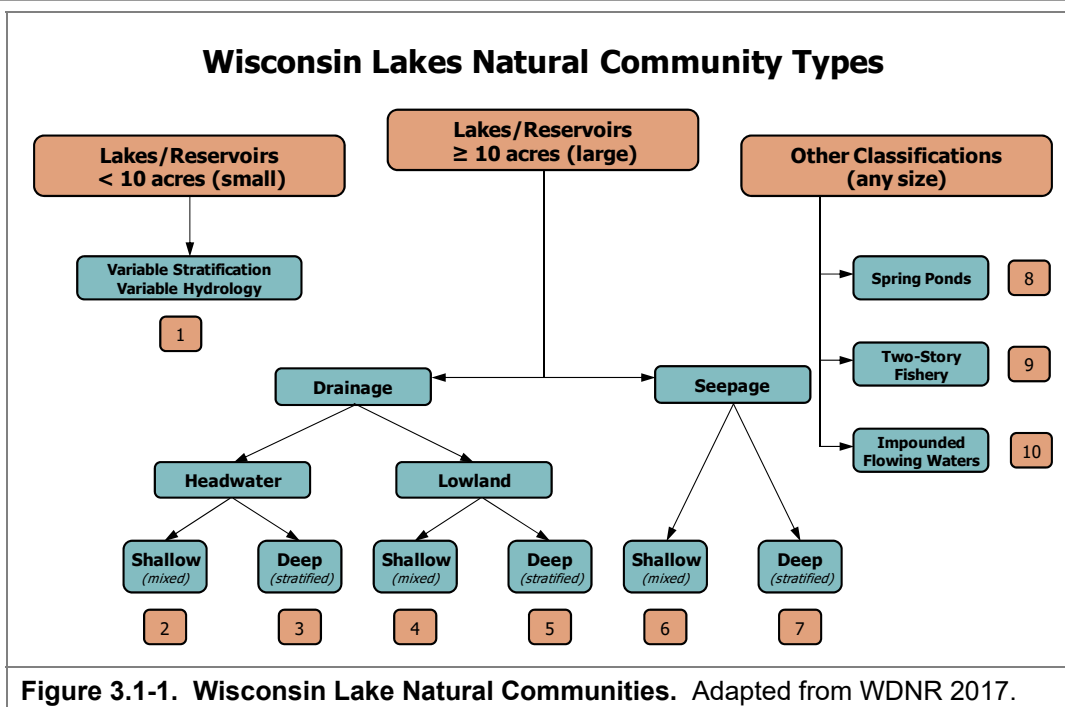 Wisconsin Lakes Natural Community Types
Lakes/Reservoirs
< 10 acres (small)
Lakes/Reservoirs
≥ 10 acres (large)
Other Classifications
(any size)
Variable Stratification
Variable Hydrology
1
Spring Ponds
8
Two-Story
Fishery
9
Impounded
Flowing Waters
10
Drainage
Seepage
Headwater
Lowland
Shallow
(mixed)
Deep
(stratified)
Shallow
(mixed)
Deep
(stratified)
Shallow
(mixed)
Deep
(stratified)
2
3
4
5
6
7
Figure 3.1-1. Wisconsin Lake Natural Communities. Adapted from WDNR 2017.